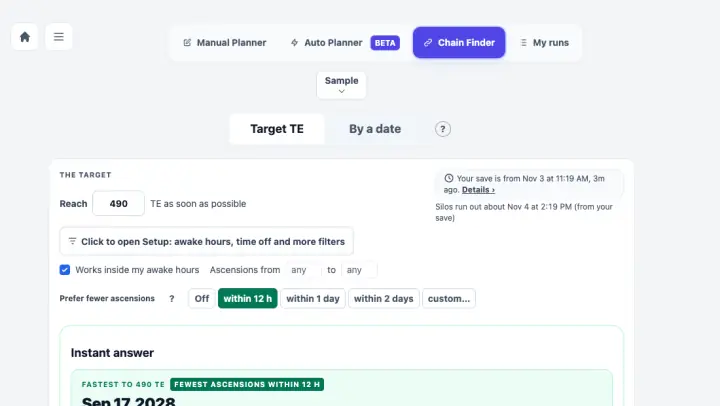 Manual Planner
Auto Planner BETA
Chain Finder
My runs
Sample
Target TE
By a date
?
THE TARGET
Your save is from Nov 3 at 11:19 AM, 3m
ago. Details ›
Reach 490 TE as soon as possible
Silos run out about Nov 4 at 2:19 PM (from your
save)
Click to open Setup: awake hours, time off and more filters
Works inside my awake hours Ascensions from any to any
Prefer fewer ascensions ? Off within 12 h within 1 day within 2 days custom...
Instant answer
FASTEST TO 490 TE FEWEST ASCENSIONS WITHIN 12 H
Sep 17, 2028